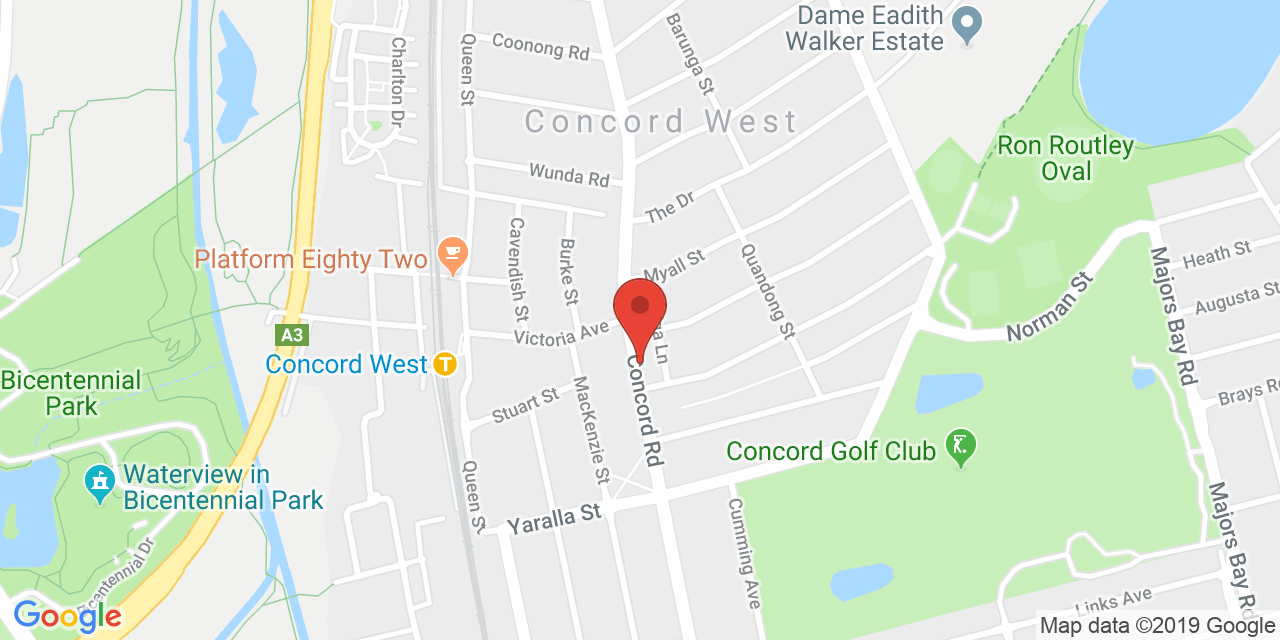 Dame Eadith
Walker Estate
Barunga St
Coonong Rd
Charlton Dr
Queen St
Concord West
Ron Routley
Oval
Wunda Rd
The Dr
Cavendish St
Burke St
Platform Eighty Two
Myall St
Quandong St
Heath St
Majors Bay Rd
Norman St
Augusta St
A3
Victoria Ave
Ln
Concord West
T
Bicentennial
Park
Stuart St
MacKenzie St
Concord Rd
Brays Rd
Concord Golf Club
Waterview in
Bicentennial Park
Queen St
Yaralla St
Cumming Ave
Majors Bay Rd
Bicentennial Dr
Links Ave
Google
Map data ©2019 Google